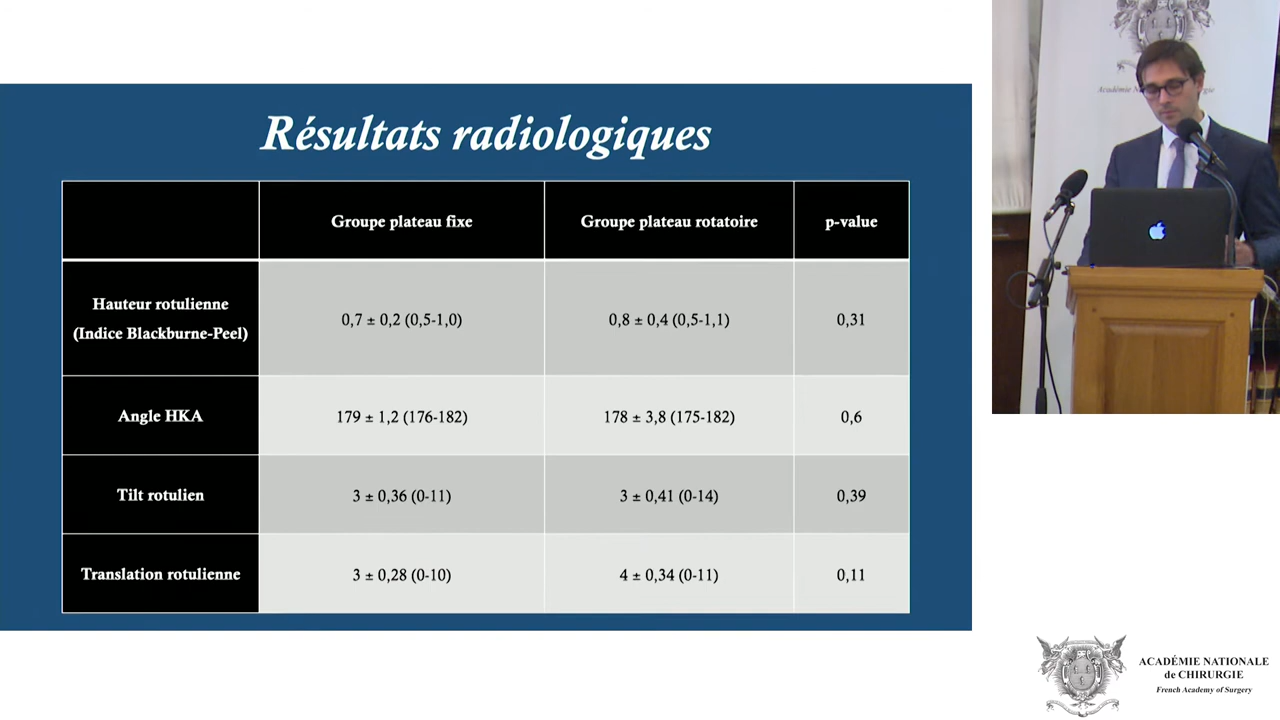 Résultats radiologiques
Groupe plateau fixe
Groupe plateau rotatoire
p-value
Hauteur rotulienne
(Indice Blackburne-Peel)
0,7 ± 0,2 (0,5-1,0)
0,8 ± 0,4 (0,5-1,1)
0,31
Angle HKA
179 ± 1,2 (176-182)
178 ± 3,8 (175-182)
0,6
Tilt rotulien
3 ± 0,36 (0-11)
3 ± 0,41 (0-14)
0,39
Translation rotulienne
3 ± 0,28 (0-10)
4 ± 0,34 (0-11)
0,11
ACADÉMIE NATIONALE
de CHIRURGIE
French Academy of Surgery